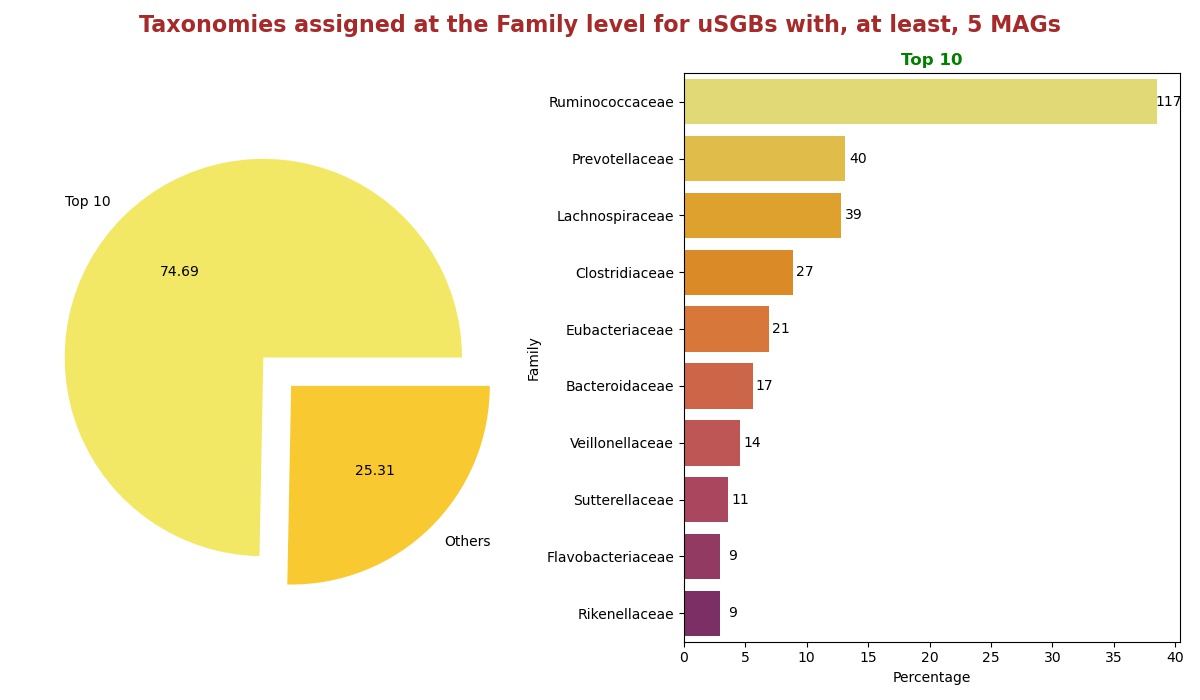 Taxonomies assigned at the Family level for uSGBs with, at least, 5 MAGs
Top 10
74.69
25.31
Others
Top 10
Family
Ruminococcaceae 117
Prevotellaceae 40
Lachnospiraceae 39
Clostridiaceae 27
Eubacteriaceae 21
Bacteroidaceae 17
Veillonellaceae 14
Sutterellaceae 11
Flavobacteriaceae 9
Rikenellaceae 9
0 5 10 15 20 25 30 35 40
Percentage